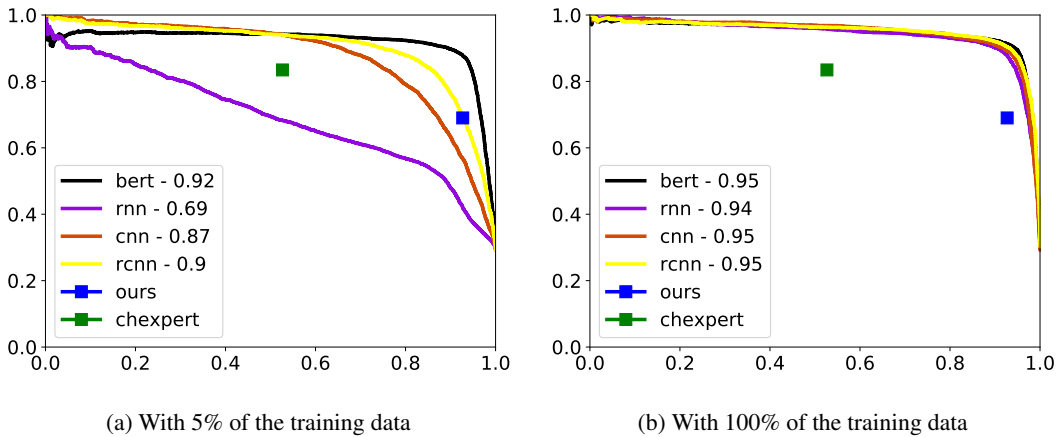 1.0
0.8
0.6
0.4
0.2
0.0
0.0 0.2 0.4 0.6 0.8 1.0
bert - 0.92
rnn - 0.69
cnn - 0.87
rcnn - 0.9
ours
chexpert
(a) With 5% of the training data
1.0
0.8
0.6
0.4
0.2
0.0
0.0 0.2 0.4 0.6 0.8 1.0
bert - 0.95
rnn - 0.94
cnn - 0.95
rcnn - 0.95
ours
chexpert
(b) With 100% of the training data